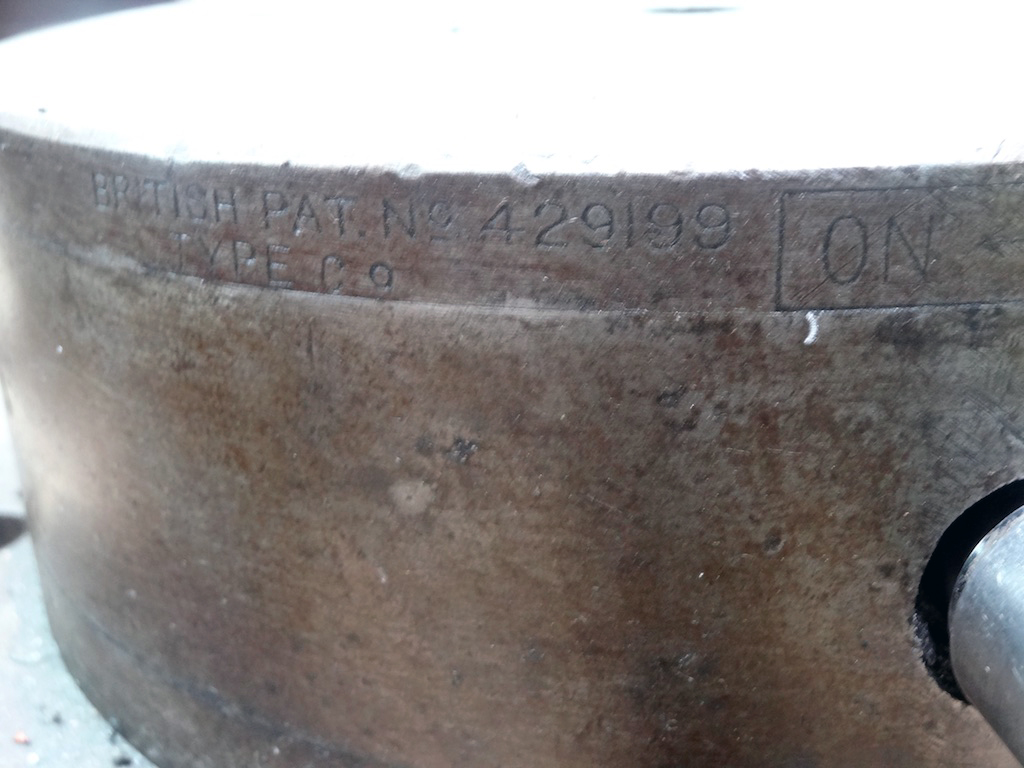 BRITISH PAT. No 429199
TYPE C 9
ON